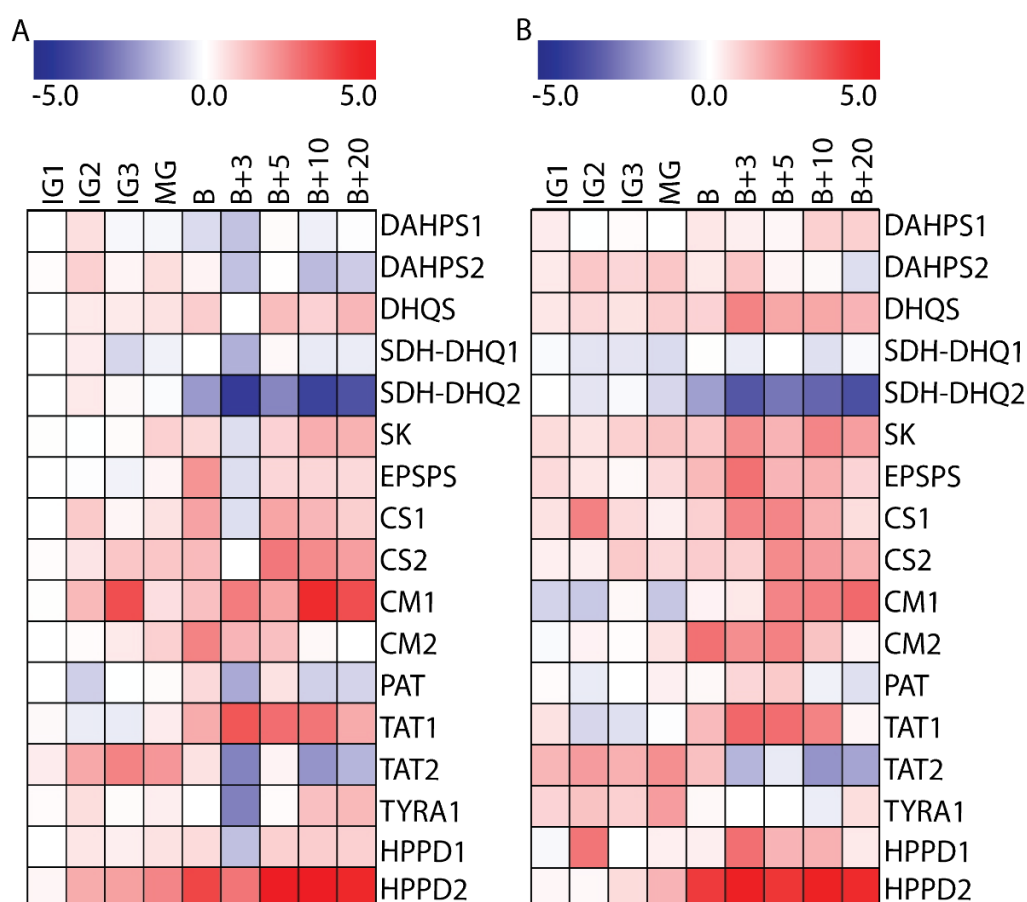 A
B
-5.0 0.0 5.0
-5.0 0.0 5.0
IG1 IG2 IG3 MG B B+3 B+5 B+10 B+20
IG1 IG2 IG3 MG B B+3 B+5 B+10 B+20
DAHPS1
DAHPS2
DHQS
SDH-DHQ1
SDH-DHQ2
SK
EPSPS
CS1
CS2
CM1
CM2
PAT
TAT1
TAT2
TYRA1
HPPD1
HPPD2
DAHPS1
DAHPS2
DHQS
SDH-DHQ1
SDH-DHQ2
SK
EPSPS
CS1
CS2
CM1
CM2
PAT
TAT1
TAT2
TYRA1
HPPD1
HPPD2